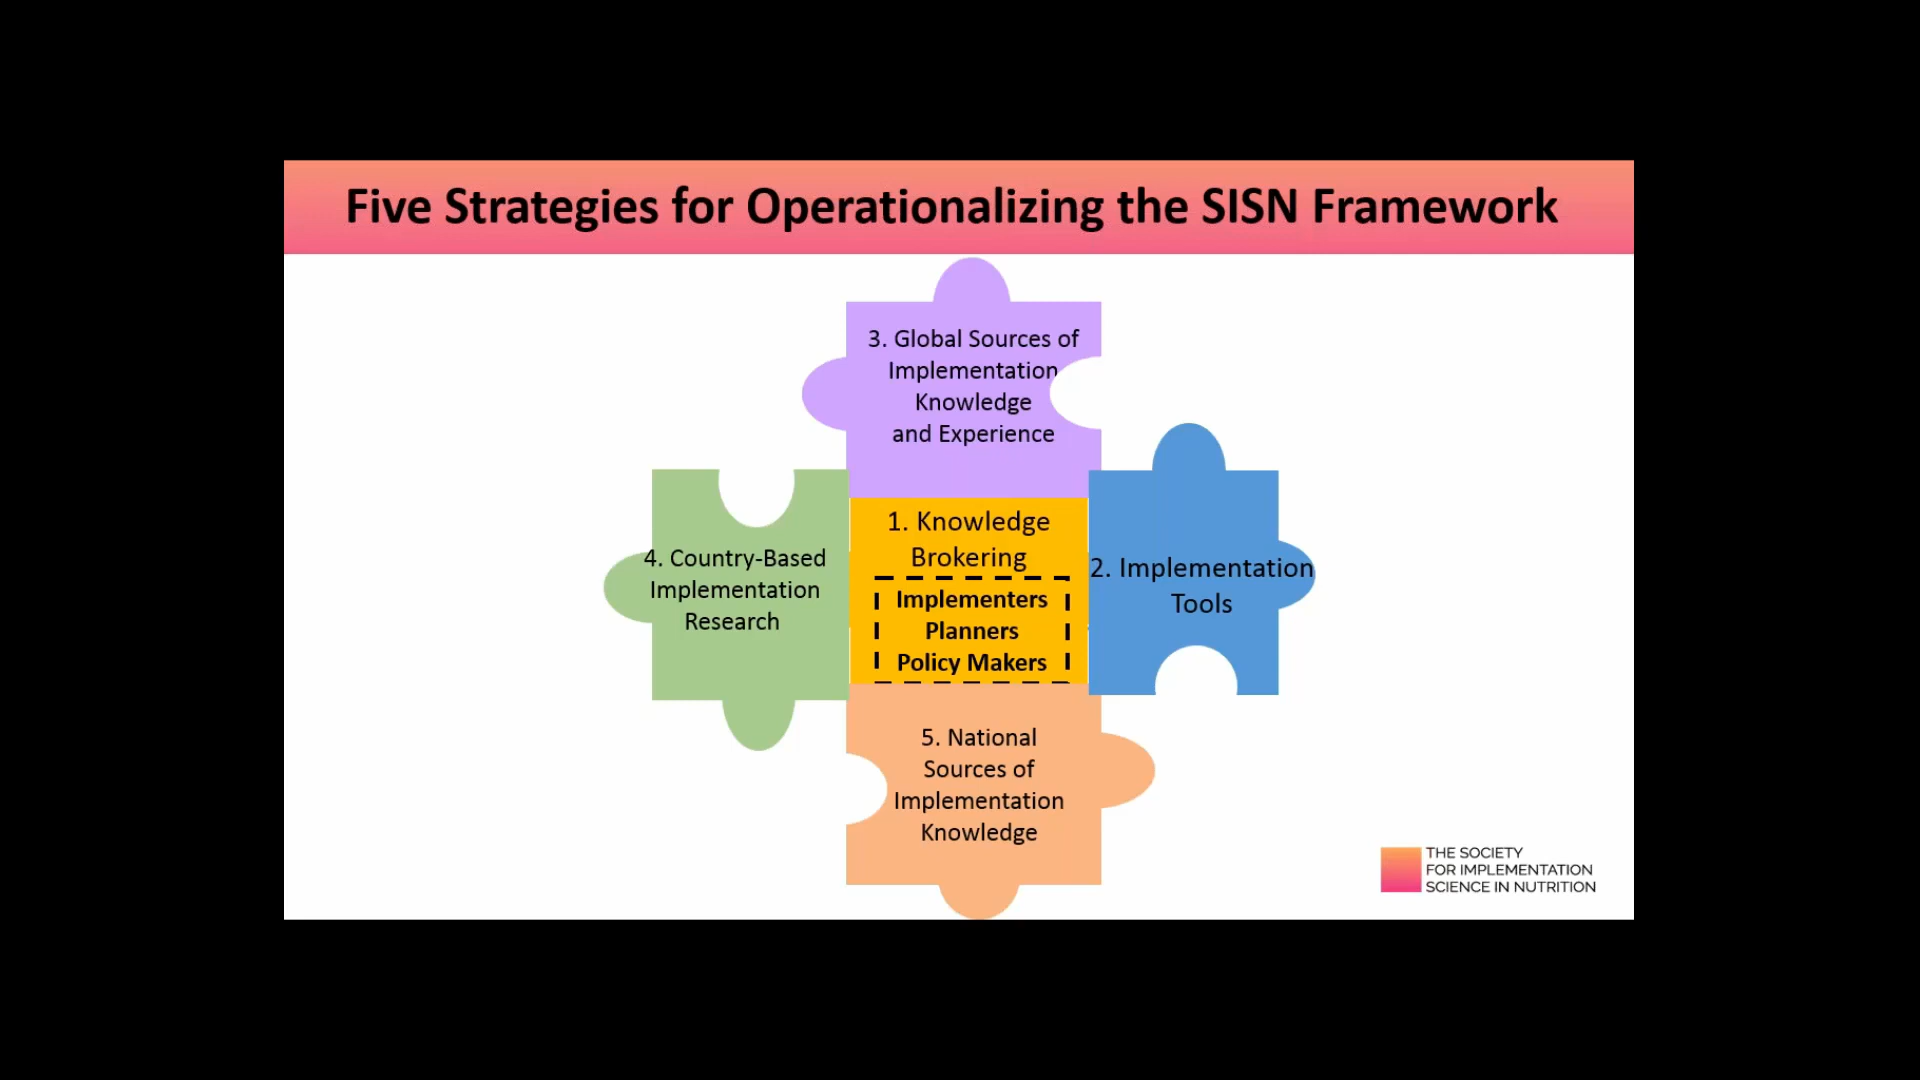 Five Strategies for Operationalizing the SISN Framework
3. Global Sources of
Implementation
Knowledge
and Experience
4. Country-Based
Implementation
Research
1. Knowledge
Brokering
Implementers
Planners
Policy Makers
2. Implementation
Tools
5. National
Sources of
Implementation
Knowledge
THE SOCIETY
FOR IMPLEMENTATION
SCIENCE IN NUTRITION